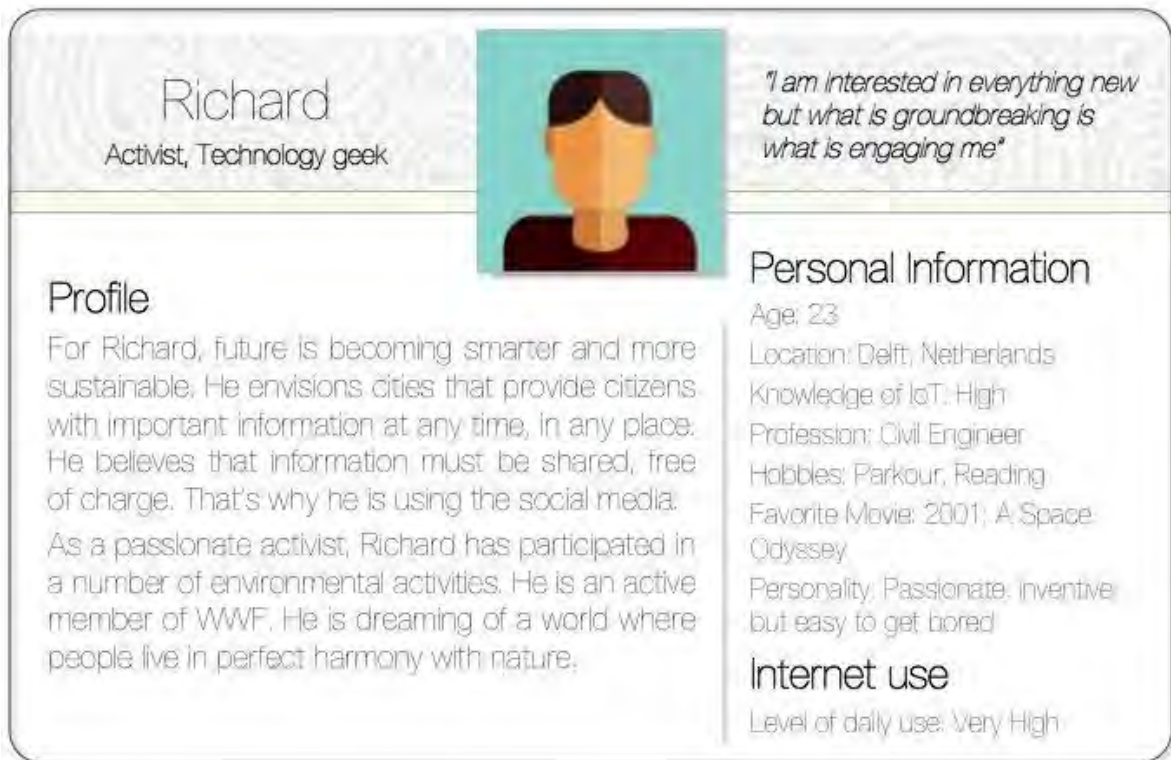 Richard
Activist, Technology geek
"I am interested in everything new
but what is groundbreaking is
what is engaging me"
Profile
For Richard, future is becoming smarter and more
sustainable. He envisions cities that provide citizens
with important information at any time, in any place.
He believes that information must be shared, free
of charge. That's why he is using the social media.
As a passionate activist, Richard has participated in
a number of environmental activities. He is an active
member of WWF. He is dreaming of a world where
people live in perfect harmony with nature.
Personal Information
Age: 23
Location: Delft, Netherlands
Knowledge of IoT: High
Profession: Civil Engineer
Hobbies: Parkour, Reading
Favorite Movie: 2001: A Space
Odyssey
Personality: Passionate, inventive
but easy to get bored
Internet use
Level of daily use: Very High